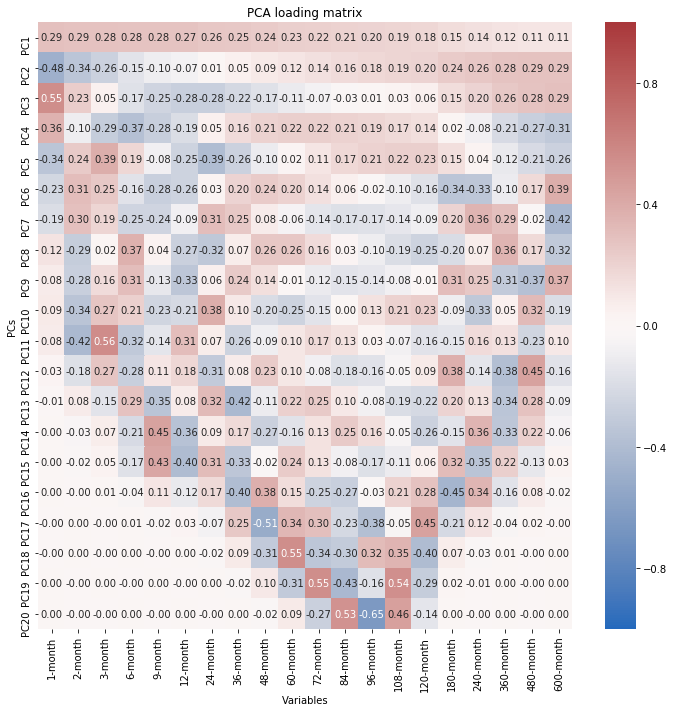 PCA loading matrix
PC1 0.29 0.29 0.28 0.28 0.28 0.27 0.26 0.25 0.24 0.23 0.22 0.21 0.20 0.19 0.18 0.15 0.14 0.12 0.11 0.11
PC2 -0.48 -0.34 -0.26 -0.15 -0.10 -0.07 0.01 0.05 0.09 0.12 0.14 0.16 0.18 0.19 0.20 0.24 0.26 0.28 0.29 0.29
PC3 0.55 0.23 0.05 -0.17 -0.25 -0.28 -0.28 -0.22 -0.17 -0.11 -0.07 -0.03 0.01 0.03 0.06 0.15 0.20 0.26 0.28 0.29
PC4 0.36 -0.10 -0.29 -0.37 -0.28 -0.19 0.05 0.16 0.21 0.22 0.22 0.21 0.19 0.17 0.14 0.02 -0.08 -0.21 -0.27 -0.31
PC5 -0.34 0.24 0.39 0.19 -0.08 -0.25 -0.39 -0.26 -0.10 0.02 0.11 0.17 0.21 0.22 0.23 0.15 0.04 -0.12 -0.21 -0.26
PC6 -0.23 0.31 0.25 -0.16 -0.28 -0.26 0.03 0.20 0.24 0.20 0.14 0.06 -0.02 -0.10 -0.16 -0.34 -0.33 -0.10 0.17 0.39
PC7 -0.19 0.30 0.19 -0.25 -0.24 -0.09 0.31 0.25 0.08 -0.06 -0.14 -0.17 -0.17 -0.14 -0.09 0.20 0.36 0.29 -0.02 -0.42
PC8 0.12 -0.29 0.02 0.37 0.04 -0.27 -0.32 0.07 0.26 0.26 0.16 0.03 -0.10 -0.19 -0.25 -0.20 0.07 0.36 0.17 -0.32
PC9 0.08 -0.28 0.16 0.31 -0.13 -0.33 0.06 0.24 0.14 -0.01 -0.12 -0.15 -0.14 -0.08 -0.01 0.31 0.25 -0.31 -0.37 0.37
PC10 0.09 -0.34 0.27 0.21 -0.23 -0.21 0.38 0.10 -0.20 -0.25 -0.15 0.00 0.13 0.21 0.23 -0.09 -0.33 0.05 0.32 -0.19
PCs
PC11 0.08 -0.42 0.56 -0.32 -0.14 0.31 0.07 -0.26 -0.09 0.10 0.17 0.13 0.03 -0.07 -0.16 -0.15 0.16 0.13 -0.23 0.10
PC12 0.03 -0.18 0.27 -0.28 0.11 0.18 -0.31 0.08 0.23 0.10 -0.08 -0.18 -0.16 -0.05 0.09 0.38 -0.14 -0.38 0.45 -0.16
PC13 -0.01 0.08 -0.15 0.29 -0.35 0.08 0.32 -0.42 -0.11 0.22 0.25 0.10 -0.08 -0.19 -0.22 0.20 0.14 -0.34 0.28 -0.09
PC14 0.00 -0.03 0.07 -0.21 0.45 -0.36 0.09 0.17 -0.27 -0.16 0.13 0.25 0.16 -0.05 -0.26 -0.15 0.36 -0.33 0.22 -0.06
PC15 0.00 -0.02 0.05 -0.17 0.43 -0.40 0.31 -0.33 -0.02 0.24 0.14 -0.08 -0.17 -0.11 0.06 0.32 -0.35 0.22 -0.13 0.03
PC16 0.00 -0.00 0.01 -0.04 0.11 -0.12 0.17 -0.40 0.38 0.15 -0.25 -0.27 -0.03 0.21 0.28 -0.45 0.34 -0.16 0.08 -0.02
PC17 -0.00 0.00 -0.00 0.01 -0.02 0.03 -0.07 0.25 -0.51 0.34 0.30 -0.23 -0.38 -0.05 0.45 -0.21 0.12 -0.04 0.02 -0.00
PC18 -0.00 0.00 -0.00 0.00 -0.00 0.00 -0.02 0.09 -0.31 0.55 -0.34 -0.30 0.32 0.35 -0.40 0.07 -0.03 0.01 -0.00 0.00
PC19 0.00 -0.00 0.00 -0.00 0.00 -0.00 0.00 -0.02 0.10 -0.31 0.55 -0.43 -0.16 0.54 -0.29 0.02 -0.01 0.00 -0.00 0.00
PC20 0.00 -0.00 0.00 -0.00 0.00 -0.00 0.00 0.00 -0.02 0.09 -0.27 0.53 -0.65 0.46 -0.14 0.00 0.00 -0.00 0.00 -0.00
1-month 2-month 3-month 6-month 9-month 12-month 24-month 36-month 48-month 60-month 72-month 84-month 96-month 108-month 120-month 180-month 240-month 360-month 480-month 600-month
Variables
0.8
0.4
0.0
−0.4
−0.8